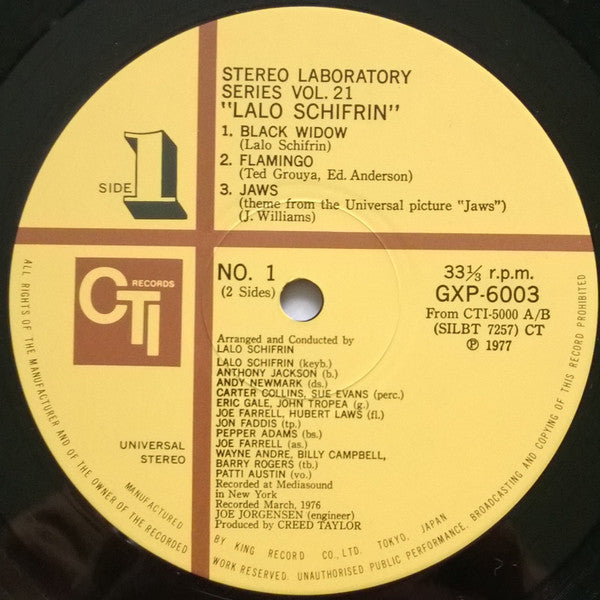 STEREO LABORATORY
SERIES VOL. 21
"LALO SCHIFRIN"
1. BLACK WIDOW
(Lalo Schifrin)
2. FLAMINGO
(Ted Grouya, Ed. Anderson)
3. JAWS
(theme from the Universal picture "Jaws")
(J. Williams)
SIDE 1
CTI RECORDS
NO. 1
(2 Sides)
33⅓ r.p.m.
GXP-6003
From CTI-5000 A/B
(SILBT 7257) CT
Ⓟ 1977
Arranged and Conducted by
LALO SCHIFRIN
LALO SCHIFRIN (keyb.)
ANTHONY JACKSON (b.)
ANDY NEWMARK (ds.)
CARTER COLLINS, SUE EVANS (perc.)
ERIC GALE, JOHN TROPEA (g.)
JOE FARRELL, HUBERT LAWS (fl.)
JON FADDIS (tp.)
PEPPER ADAMS (bs.)
JOE FARRELL (as.)
WAYNE ANDRE, BILLY CAMPBELL,
BARRY ROGERS (tb.)
PATTI AUSTIN (vo.)
Recorded at Mediasound
in New York
Recorded March, 1976
JOE JORGENSEN (engineer)
Produced by CREED TAYLOR
UNIVERSAL
STEREO
MANUFACTURED BY KING RECORD CO., LTD. TOKYO, JAPAN
ALL RIGHTS OF THE MANUFACTURER AND OF THE OWNER OF THE RECORDED WORK RESERVED. UNAUTHORISED PUBLIC PERFORMANCE, BROADCASTING AND COPYING OF THIS RECORD PROHIBITED